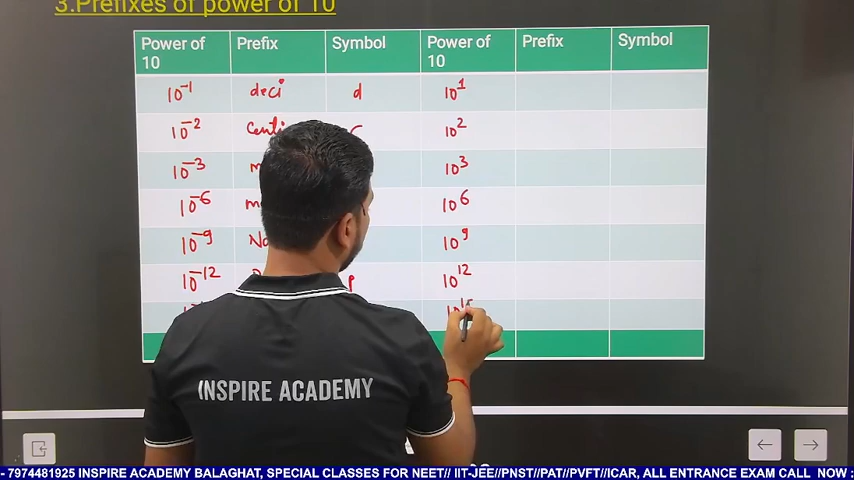 3.Prefixes of power of 10
Power of 10 Prefix Symbol Power of 10 Prefix Symbol
10⁻¹ deci d 10¹
10⁻² 10²
10⁻³ 10³
10⁻⁶ 10⁶
10⁻⁹ 10⁹
10⁻¹² p 10¹²
INSPIRE ACADEMY
- 7974481925 INSPIRE ACADEMY BALAGHAT, SPECIAL CLASSES FOR NEET// IIT-JEE//PNST//PAT//PVFT//ICAR, ALL ENTRANCE EXAM CALL NOW :